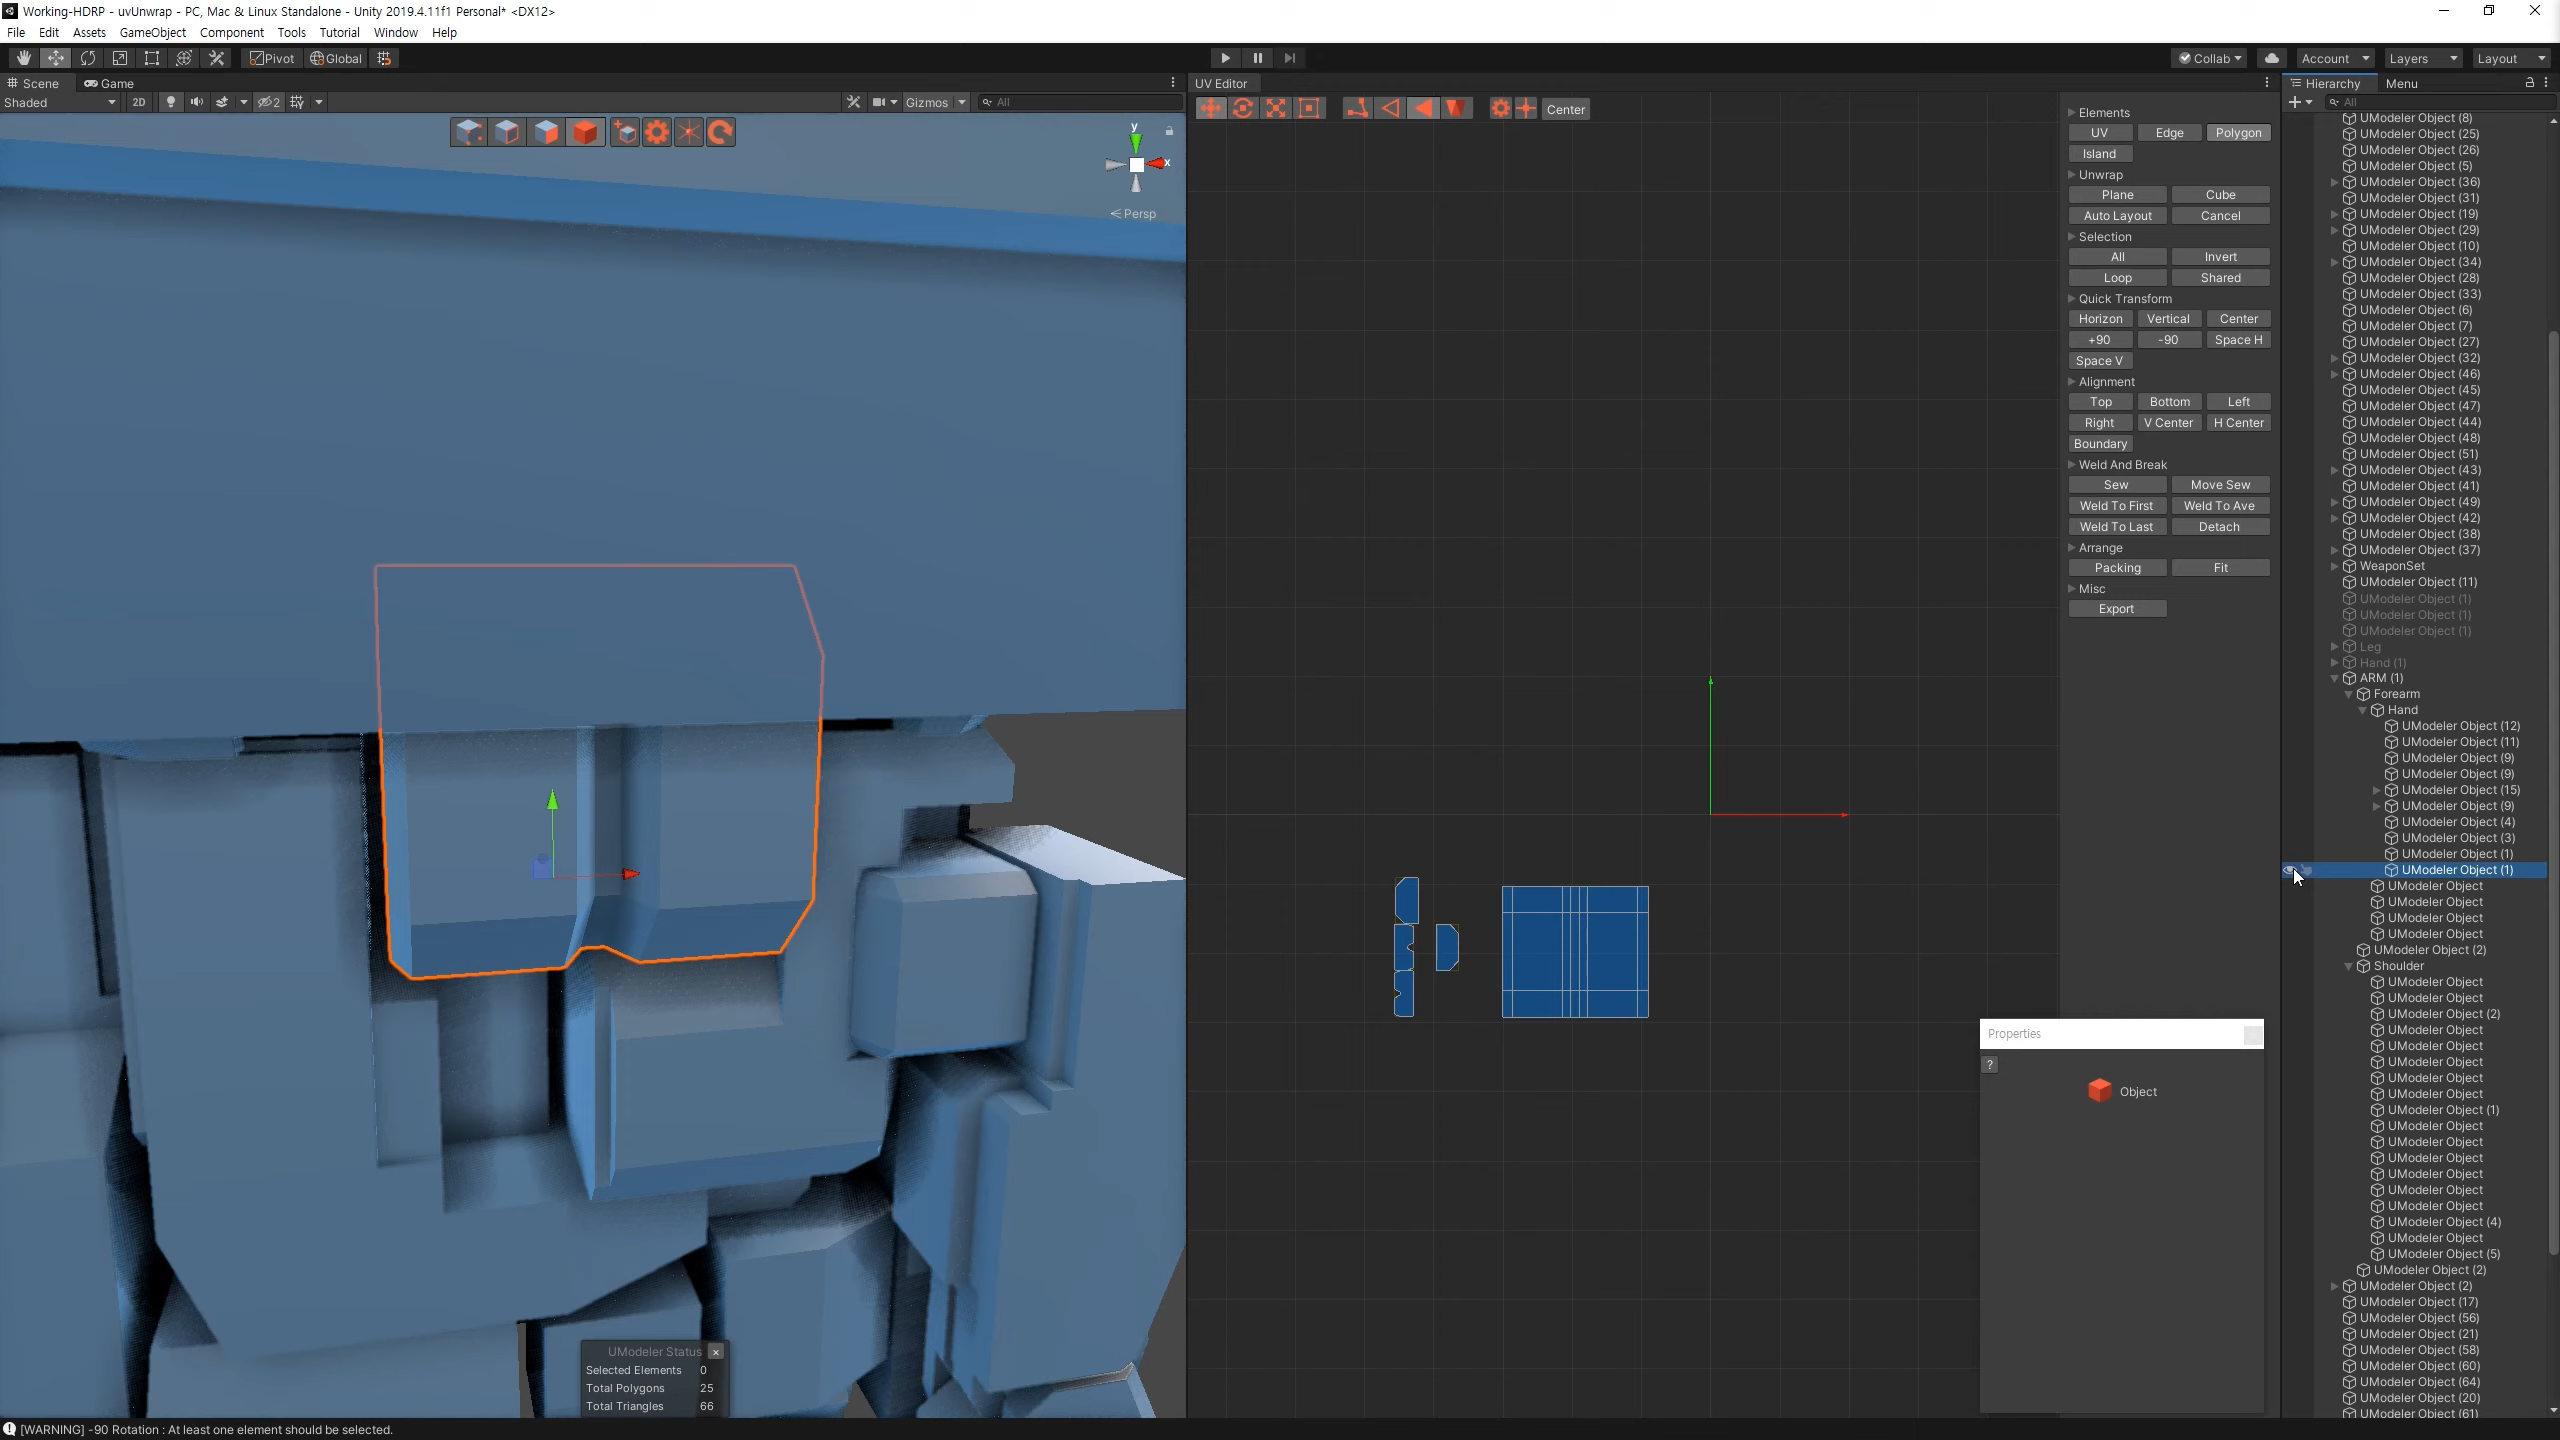 Working-HDRP - uvUnwrap - PC, Mac & Linux Standalone - Unity 2019.4.11f1 Personal* <DX12>
File Edit Assets GameObject Component Tools Tutorial Window Help
Pivot Global Collab Account Layers Layout
Scene Game
Shaded 2D 2 Gizmos All
y
x
Persp
UV Editor
Center
Elements
UV Edge Polygon
Island
Unwrap
Plane Cube
Auto Layout Cancel
Selection
All Invert
Loop Shared
Quick Transform
Horizon Vertical Center
+90 -90 Space H
Space V
Alignment
Top Bottom Left
Right V Center H Center
Boundary
Weld And Break
Sew Move Sew
Weld To First Weld To Ave
Weld To Last Detach
Arrange
Packing Fit
Misc
Export
Properties
?
Object
Hierarchy Menu
All
UModeler Object (8)
UModeler Object (25)
UModeler Object (26)
UModeler Object (5)
UModeler Object (36)
UModeler Object (31)
UModeler Object (19)
UModeler Object (29)
UModeler Object (10)
UModeler Object (34)
UModeler Object (28)
UModeler Object (33)
UModeler Object (6)
UModeler Object (7)
UModeler Object (27)
UModeler Object (32)
UModeler Object (46)
UModeler Object (45)
UModeler Object (47)
UModeler Object (44)
UModeler Object (48)
UModeler Object (51)
UModeler Object (43)
UModeler Object (41)
UModeler Object (49)
UModeler Object (42)
UModeler Object (38)
UModeler Object (37)
WeaponSet
UModeler Object (11)
UModeler Object (1)
UModeler Object (1)
UModeler Object (1)
Leg
Hand (1)
ARM (1)
Forearm
Hand
UModeler Object (12)
UModeler Object (11)
UModeler Object (9)
UModeler Object (9)
UModeler Object (15)
UModeler Object (9)
UModeler Object (4)
UModeler Object (3)
UModeler Object (1)
UModeler Object (1)
UModeler Object
UModeler Object
UModeler Object
UModeler Object
UModeler Object (2)
Shoulder
UModeler Object
UModeler Object
UModeler Object (2)
UModeler Object
UModeler Object
UModeler Object
UModeler Object
UModeler Object
UModeler Object (1)
UModeler Object
UModeler Object
UModeler Object
UModeler Object
UModeler Object
UModeler Object
UModeler Object (4)
UModeler Object
UModeler Object (5)
UModeler Object (2)
UModeler Object (2)
UModeler Object (17)
UModeler Object (56)
UModeler Object (21)
UModeler Object (58)
UModeler Object (60)
UModeler Object (64)
UModeler Object (20)
UModeler Object (61)
UModeler Status
Selected Elements 0
Total Polygons 25
Total Triangles 66
[WARNING] -90 Rotation : At least one element should be selected.